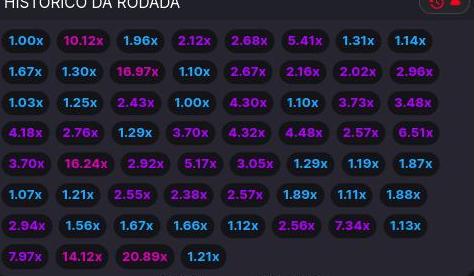 HISTÓRICO DA RODADA
1.00x 10.12x 1.96x 2.12x 2.68x 5.41x 1.31x 1.14x
1.67x 1.30x 16.97x 1.10x 2.67x 2.16x 2.02x 2.96x
1.03x 1.25x 2.43x 1.00x 4.30x 1.10x 3.73x 3.48x
4.18x 2.76x 1.29x 3.70x 4.32x 4.48x 2.57x 6.51x
3.70x 16.24x 2.92x 5.17x 3.05x 1.29x 1.19x 1.87x
1.07x 1.21x 2.55x 2.38x 2.57x 1.89x 1.11x 1.88x
2.94x 1.56x 1.67x 1.66x 1.12x 2.56x 7.34x 1.13x
7.97x 14.12x 20.89x 1.21x